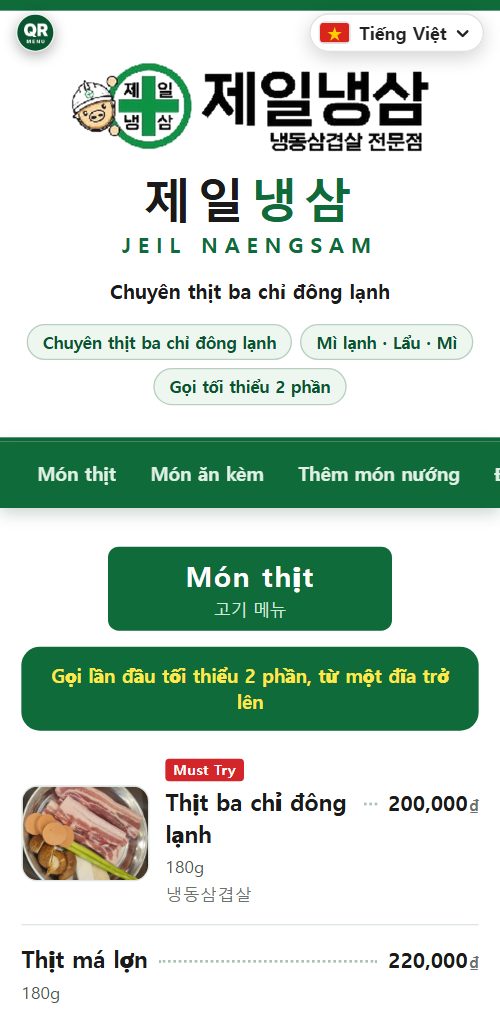 QR
MENU
Tiếng Việt
제 일
냉 삼
제일냉삼
냉동삼겹살 전문점
제일냉삼
JEIL NAENGSAM
Chuyên thịt ba chỉ đông lạnh
Chuyên thịt ba chỉ đông lạnh
Mì lạnh · Lẩu · Mì
Gọi tối thiểu 2 phần
Món thịt
Món ăn kèm
Thêm món nướng
Món thịt
고기 메뉴
Gọi lần đầu tối thiểu 2 phần, từ một đĩa trở
lên
Must Try
Thịt ba chỉ đông ... 200,000₫
lạnh
180g
냉동삼겹살
Thịt má lợn ... 220,000₫
180g